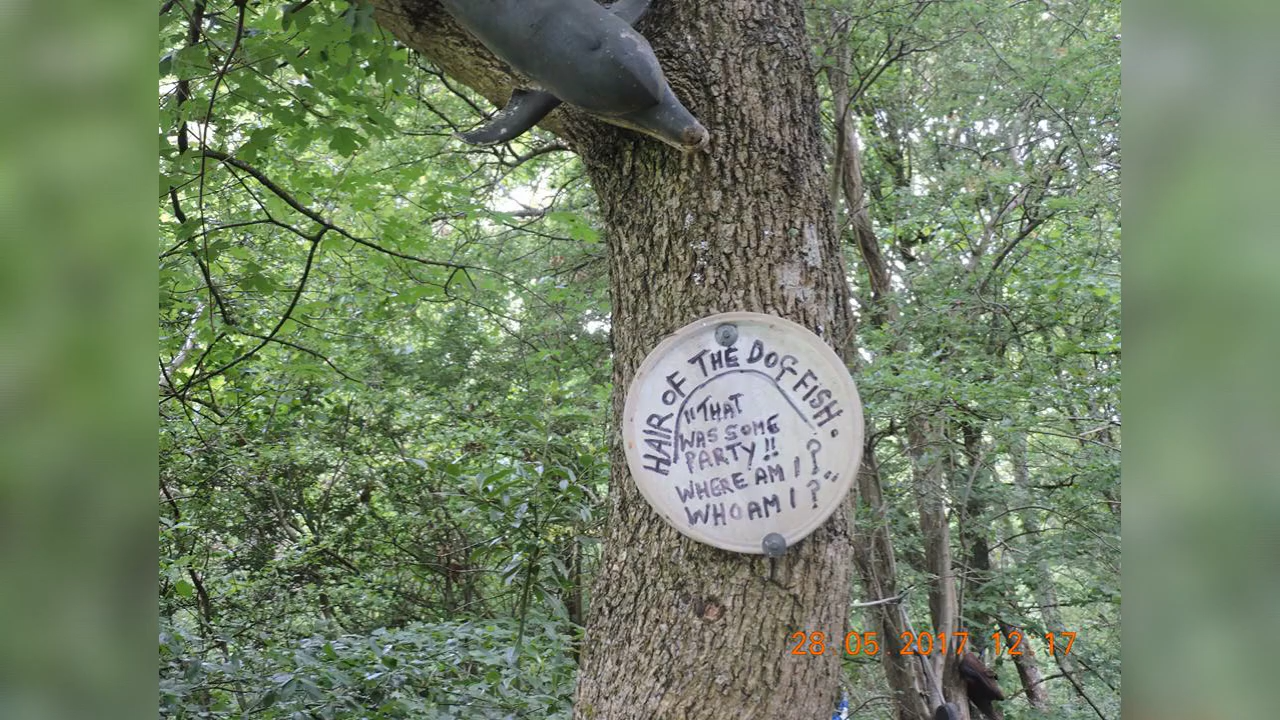 HAIR OF THE DOGFISH.
"THAT
WAS SOME
PARTY!!
WHERE AM I?
WHO AM I?"
28 05 2017 12 17